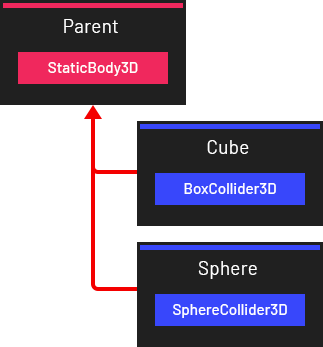 Parent
StaticBody3D
Cube
BoxCollider3D
Sphere
SphereCollider3D